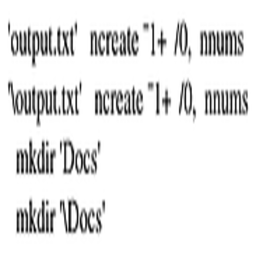 'output.txt' ncreate ¯1+ /0, nnums
'\output.txt' ncreate ¯1+ /0, nnums
mkdir 'Docs'
mkdir '\Docs'